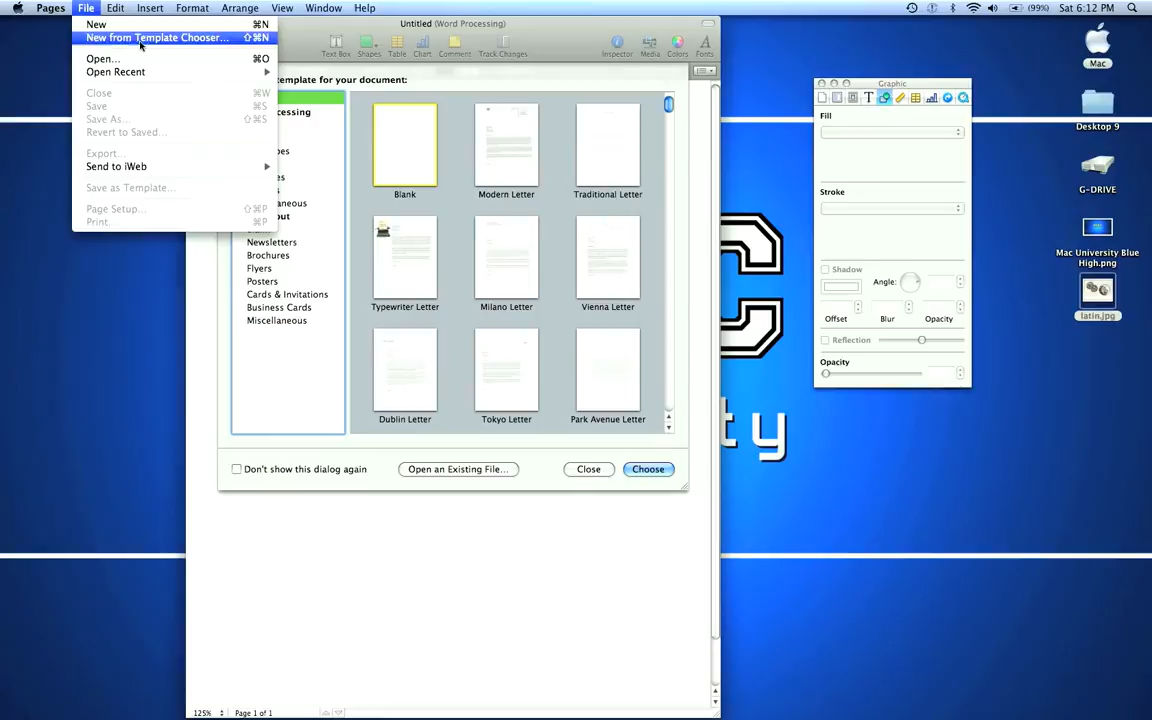 Pages File Edit Insert Format Arrange View Window Help (99%) Sat 6:12 PM
New ⌘N
New from Template Chooser... ⇧⌘N
Open... ⌘O
Open Recent
Close ⌘W
Save ⌘S
Save As... ⇧⌘S
Revert to Saved...
Export...
Send to iWeb
Save as Template...
Page Setup... ⇧⌘P
Print. ⌘P
Untitled (Word Processing)
Text Box Shapes Table Chart Comment Track Changes Inspector Media Colors Fonts
template for your document:
Newsletters
Brochures
Flyers
Posters
Cards & Invitations
Business Cards
Miscellaneous
Blank Modern Letter Traditional Letter
Typewriter Letter Milano Letter Vienna Letter
Dublin Letter Tokyo Letter Park Avenue Letter
Don't show this dialog again Open an Existing File... Close Choose
125% Page 1 of 1
Graphic
T
Fill
Stroke
Shadow
Angle:
Offset Blur Opacity
Reflection
Opacity
Mac
Desktop 9
G-DRIVE
Mac University Blue
High.png
latin.jpg
C
ty